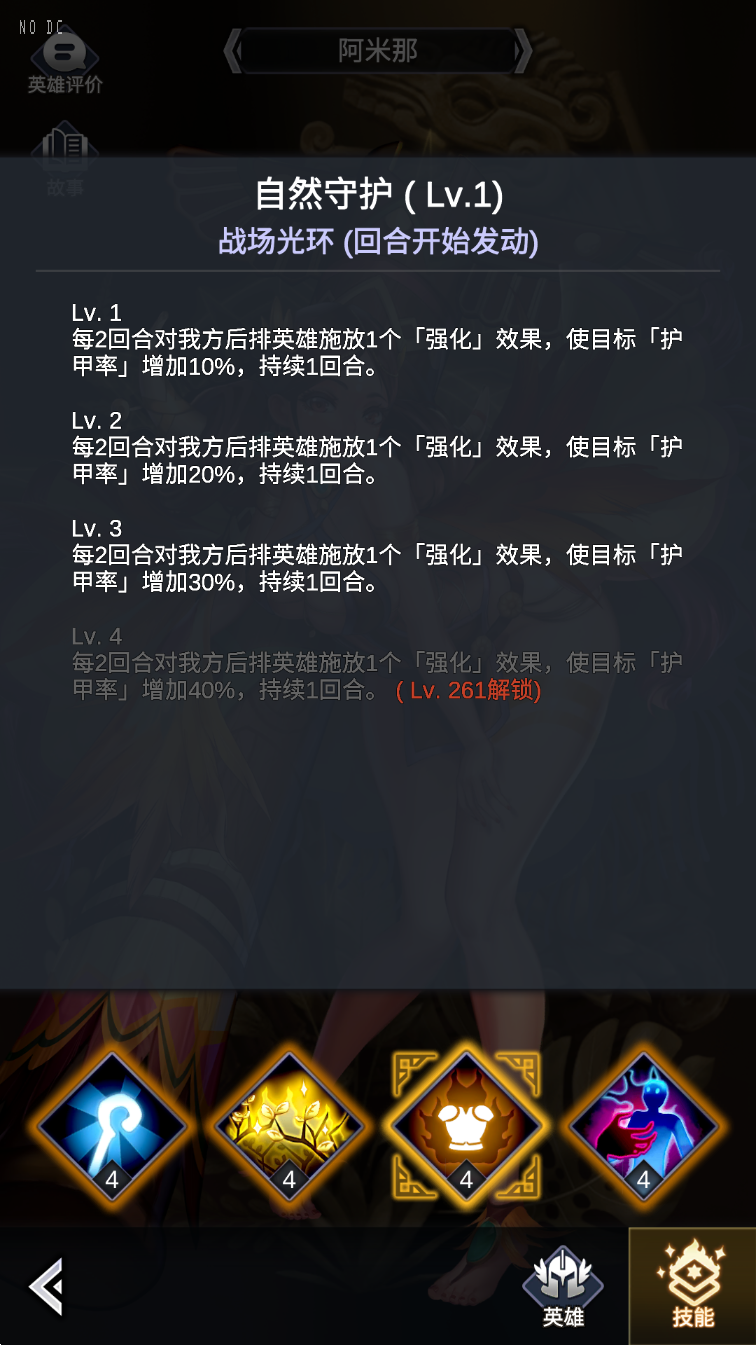 NO DC
阿米那
英雄评价
故事
自然守护 ( Lv.1)
战场光环 (回合开始发动)
Lv. 1
每2回合对我方后排英雄施放1个「强化」效果，使目标「护
甲率」增加10%，持续1回合。
Lv. 2
每2回合对我方后排英雄施放1个「强化」效果，使目标「护
甲率」增加20%，持续1回合。
Lv. 3
每2回合对我方后排英雄施放1个「强化」效果，使目标「护
甲率」增加30%，持续1回合。
Lv. 4
每2回合对我方后排英雄施放1个「强化」效果，使目标「护
甲率」增加40%，持续1回合。 ( Lv. 261解锁)
4
4
4
4
英雄
技能